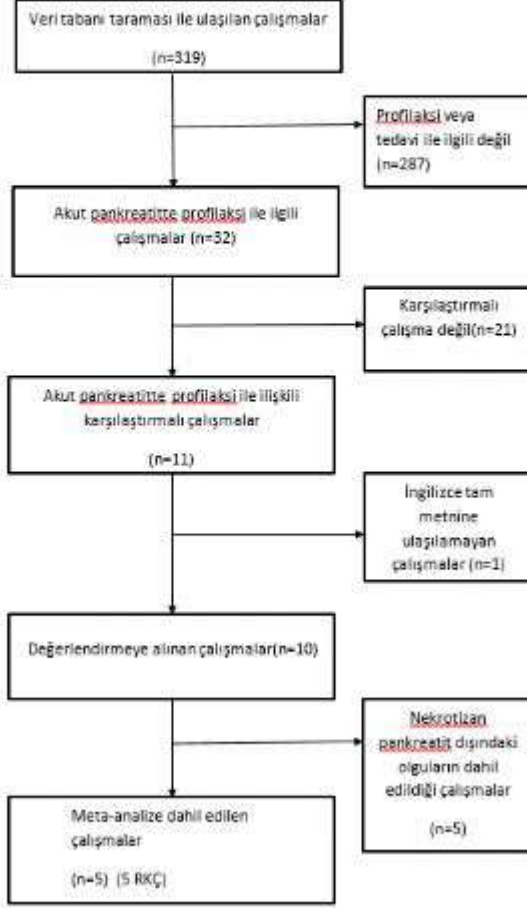 Veri tabanı taraması ile ulaşılan çalışmalar
(n=319)
Profilaksi veya
tedavi ile ilgili değil
(n=287)
Akut pankreatitte profilaksi ile ilgili
çalışmalar (n=32)
Karşılaştırmalı
çalışma değil(n=21)
Akut pankreatitte profilaksi ile ilişkili
karşılaştırmalı çalışmalar
(n=11)
İngilizce tam
metnine
ulaşılamayan
çalışmalar (n=1)
Değerlendirmeye alınan çalışmalar(n=10)
Nekrotizan
pankreatit dışındaki
olguların dahil
edildiği çalışmalar
(n=5)
Meta-analize dahil edilen
çalışmalar
(n=5) (5 RKÇ)